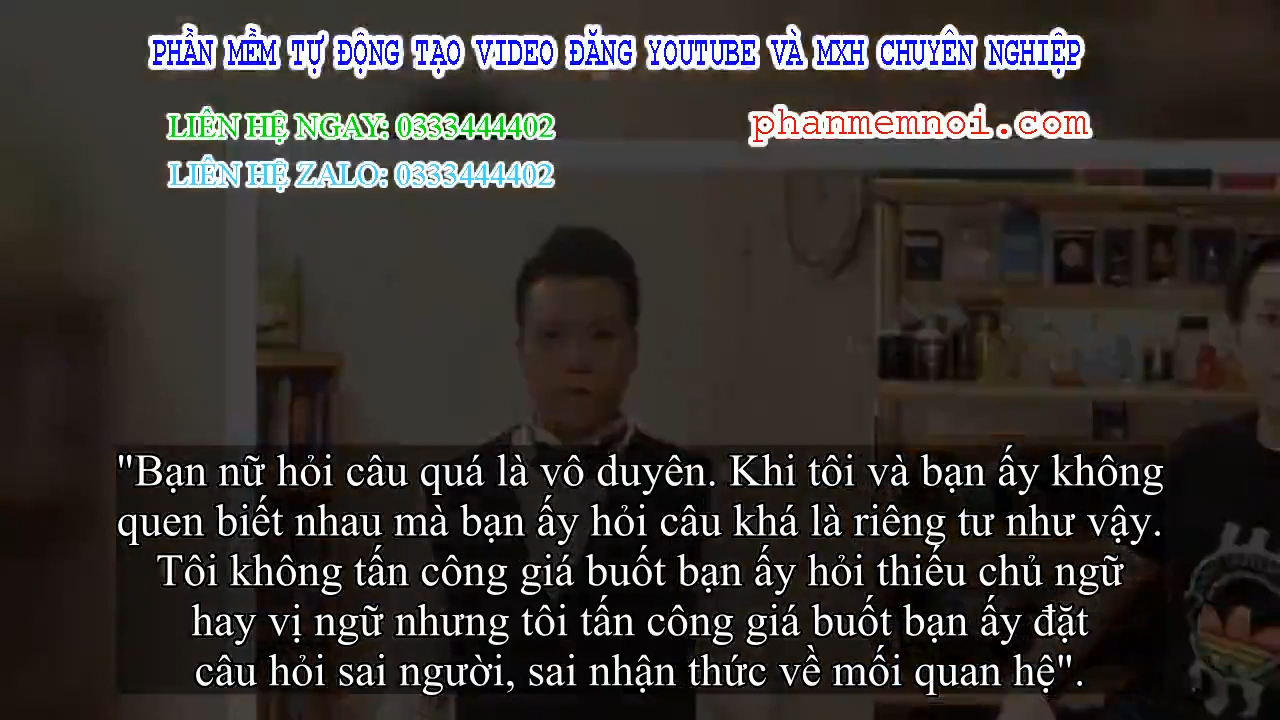 PHẦN MỀM TỰ ĐỘNG TẠO VIDEO ĐĂNG YOUTUBE VÀ MXH CHUYÊN NGHIỆP
LIÊN HỆ NGAY: 0333444402
phanmemnoi.com
LIÊN HỆ ZALO: 0333444402
"Bạn nữ hỏi câu quá là vô duyên. Khi tôi và bạn ấy không
quen biết nhau mà bạn ấy hỏi câu khá là riêng tư như vậy.
Tôi không tấn công giá buốt bạn ấy hỏi thiếu chủ ngữ
hay vị ngữ nhưng tôi tấn công giá buốt bạn ấy đặt
câu hỏi sai người, sai nhận thức về mối quan hệ".